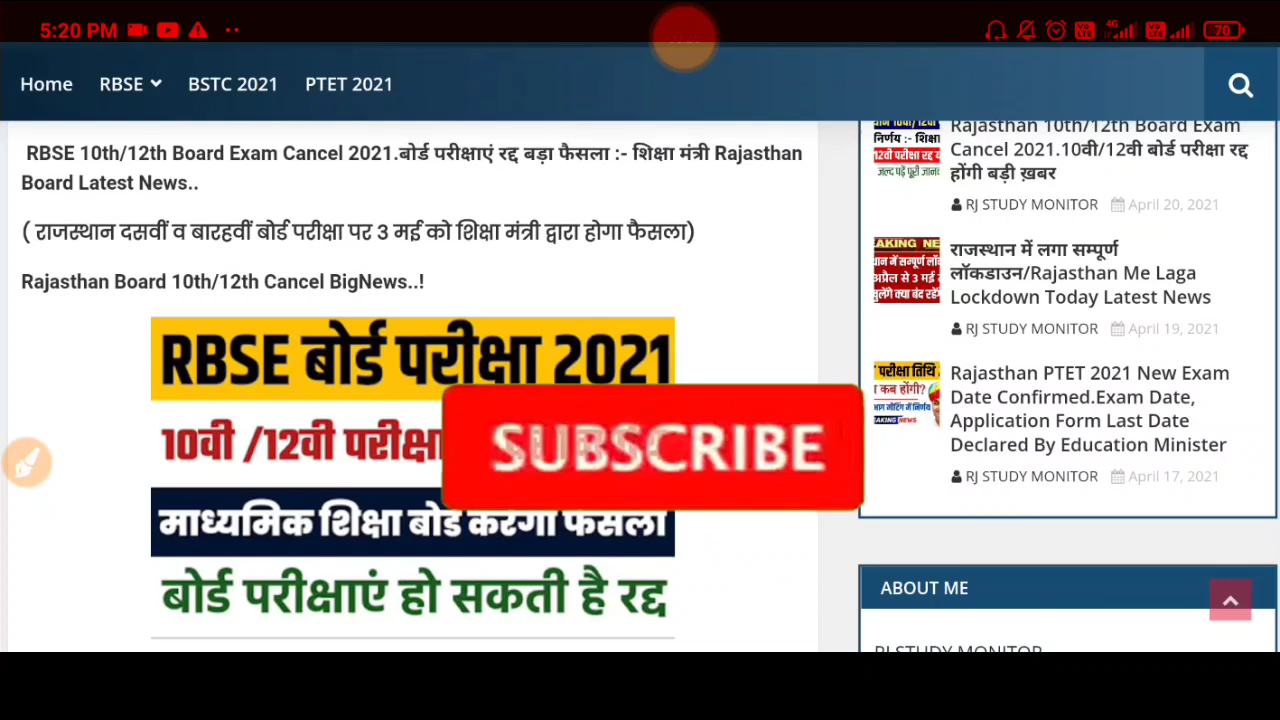 5:20 PM
4G
70
Home
RBSE
BSTC 2021
PTET 2021
RBSE 10th/12th Board Exam Cancel 2021.बोर्ड परीक्षाएं रद्द बड़ा फैसला :- शिक्षा मंत्री Rajasthan
Board Latest News..
( राजस्थान दसवीं व बारहवीं बोर्ड परीक्षा पर 3 मई को शिक्षा मंत्री द्वारा होगा फैसला)
Rajasthan Board 10th/12th Cancel BigNews..!
RBSE बोर्ड परीक्षा 2021
10वी /12वी परीक्षा
SUBSCRIBE
माध्यमिक शिक्षा बोर्ड करेगा फैसला
बोर्ड परीक्षाएं हो सकती है रद्द
Rajasthan 10th/12th Board Exam
Cancel 2021.10वी/12वी बोर्ड परीक्षा रद्द
होंगी बड़ी ख़बर
RJ STUDY MONITOR April 20, 2021
राजस्थान में लगा सम्पूर्ण
लॉकडाउन/Rajasthan Me Laga
Lockdown Today Latest News
RJ STUDY MONITOR April 19, 2021
Rajasthan PTET 2021 New Exam
Date Confirmed.Exam Date,
Application Form Last Date
Declared By Education Minister
RJ STUDY MONITOR April 17, 2021
ABOUT ME
RJ STUDY MONITOR